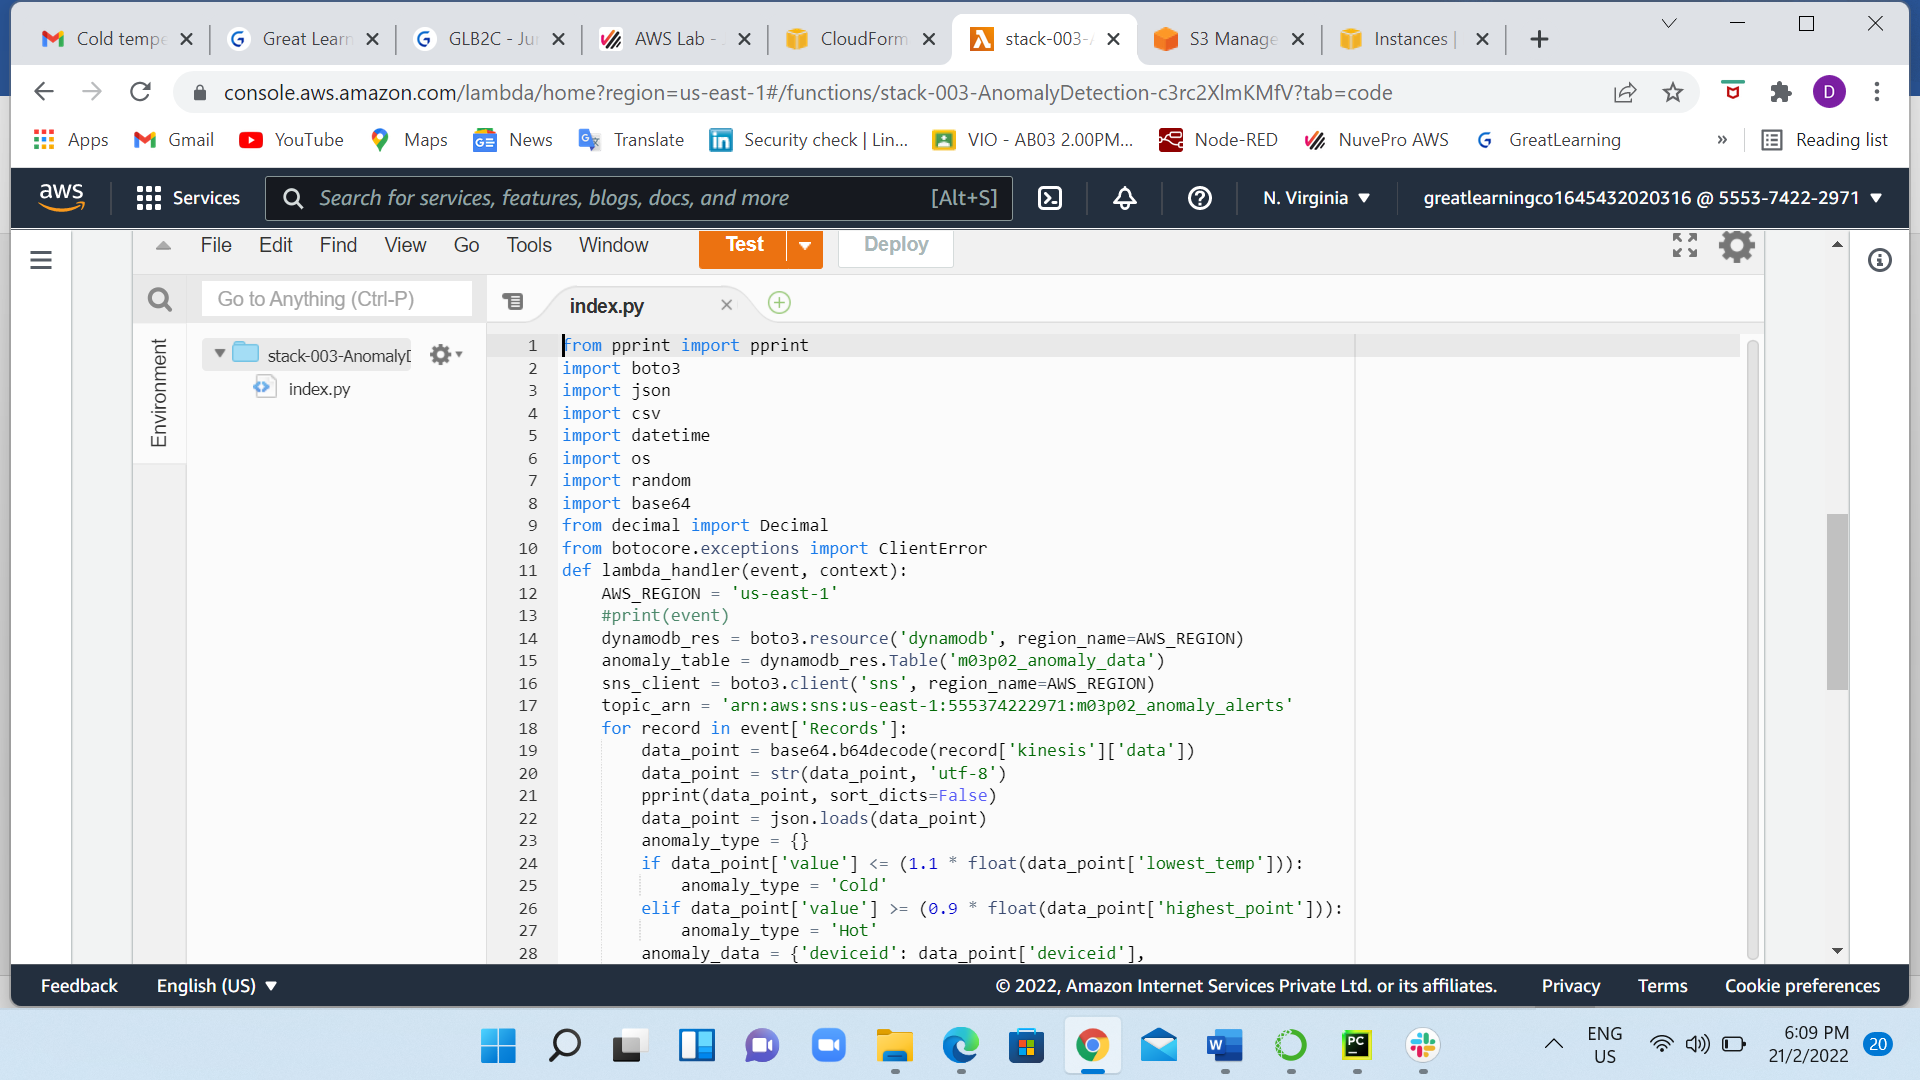 Cold tempe
Great Learn
GLB2C - Ju
AWS Lab -
CloudForm
stack-003-A
S3 Manage
Instances |
console.aws.amazon.com/lambda/home?region=us-east-1#/functions/stack-003-AnomalyDetection-c3rc2XlmKMfV?tab=code
D
Apps
Gmail
YouTube
Maps
News
Translate
Security check | Lin...
VIO - AB03 2.00PM...
Node-RED
NuvePro AWS
GreatLearning
»
Reading list
aws
Services
Search for services, features, blogs, docs, and more
[Alt+S]
N. Virginia
greatlearningco1645432020316 @ 5553-7422-2971
File Edit Find View Go Tools Window
Test
Deploy
Go to Anything (Ctrl-P)
index.py
Environment
stack-003-AnomalyD
index.py
1 from pprint import pprint
2 import boto3
3 import json
4 import csv
5 import datetime
6 import os
7 import random
8 import base64
9 from decimal import Decimal
10 from botocore.exceptions import ClientError
11 def lambda_handler(event, context):
12 AWS_REGION = 'us-east-1'
13 #print(event)
14 dynamodb_res = boto3.resource('dynamodb', region_name=AWS_REGION)
15 anomaly_table = dynamodb_res.Table('m03p02_anomaly_data')
16 sns_client = boto3.client('sns', region_name=AWS_REGION)
17 topic_arn = 'arn:aws:sns:us-east-1:555374222971:m03p02_anomaly_alerts'
18 for record in event['Records']:
19 data_point = base64.b64decode(record['kinesis']['data'])
20 data_point = str(data_point, 'utf-8')
21 pprint(data_point, sort_dicts=False)
22 data_point = json.loads(data_point)
23 anomaly_type = {}
24 if data_point['value'] <= (1.1 * float(data_point['lowest_temp'])):
25 anomaly_type = 'Cold'
26 elif data_point['value'] >= (0.9 * float(data_point['highest_point'])):
27 anomaly_type = 'Hot'
28 anomaly_data = {'deviceid': data_point['deviceid'],
Feedback
English (US)
© 2022, Amazon Internet Services Private Ltd. or its affiliates.
Privacy
Terms
Cookie preferences
W
PC
ENG
US
6:09 PM
21/2/2022
20